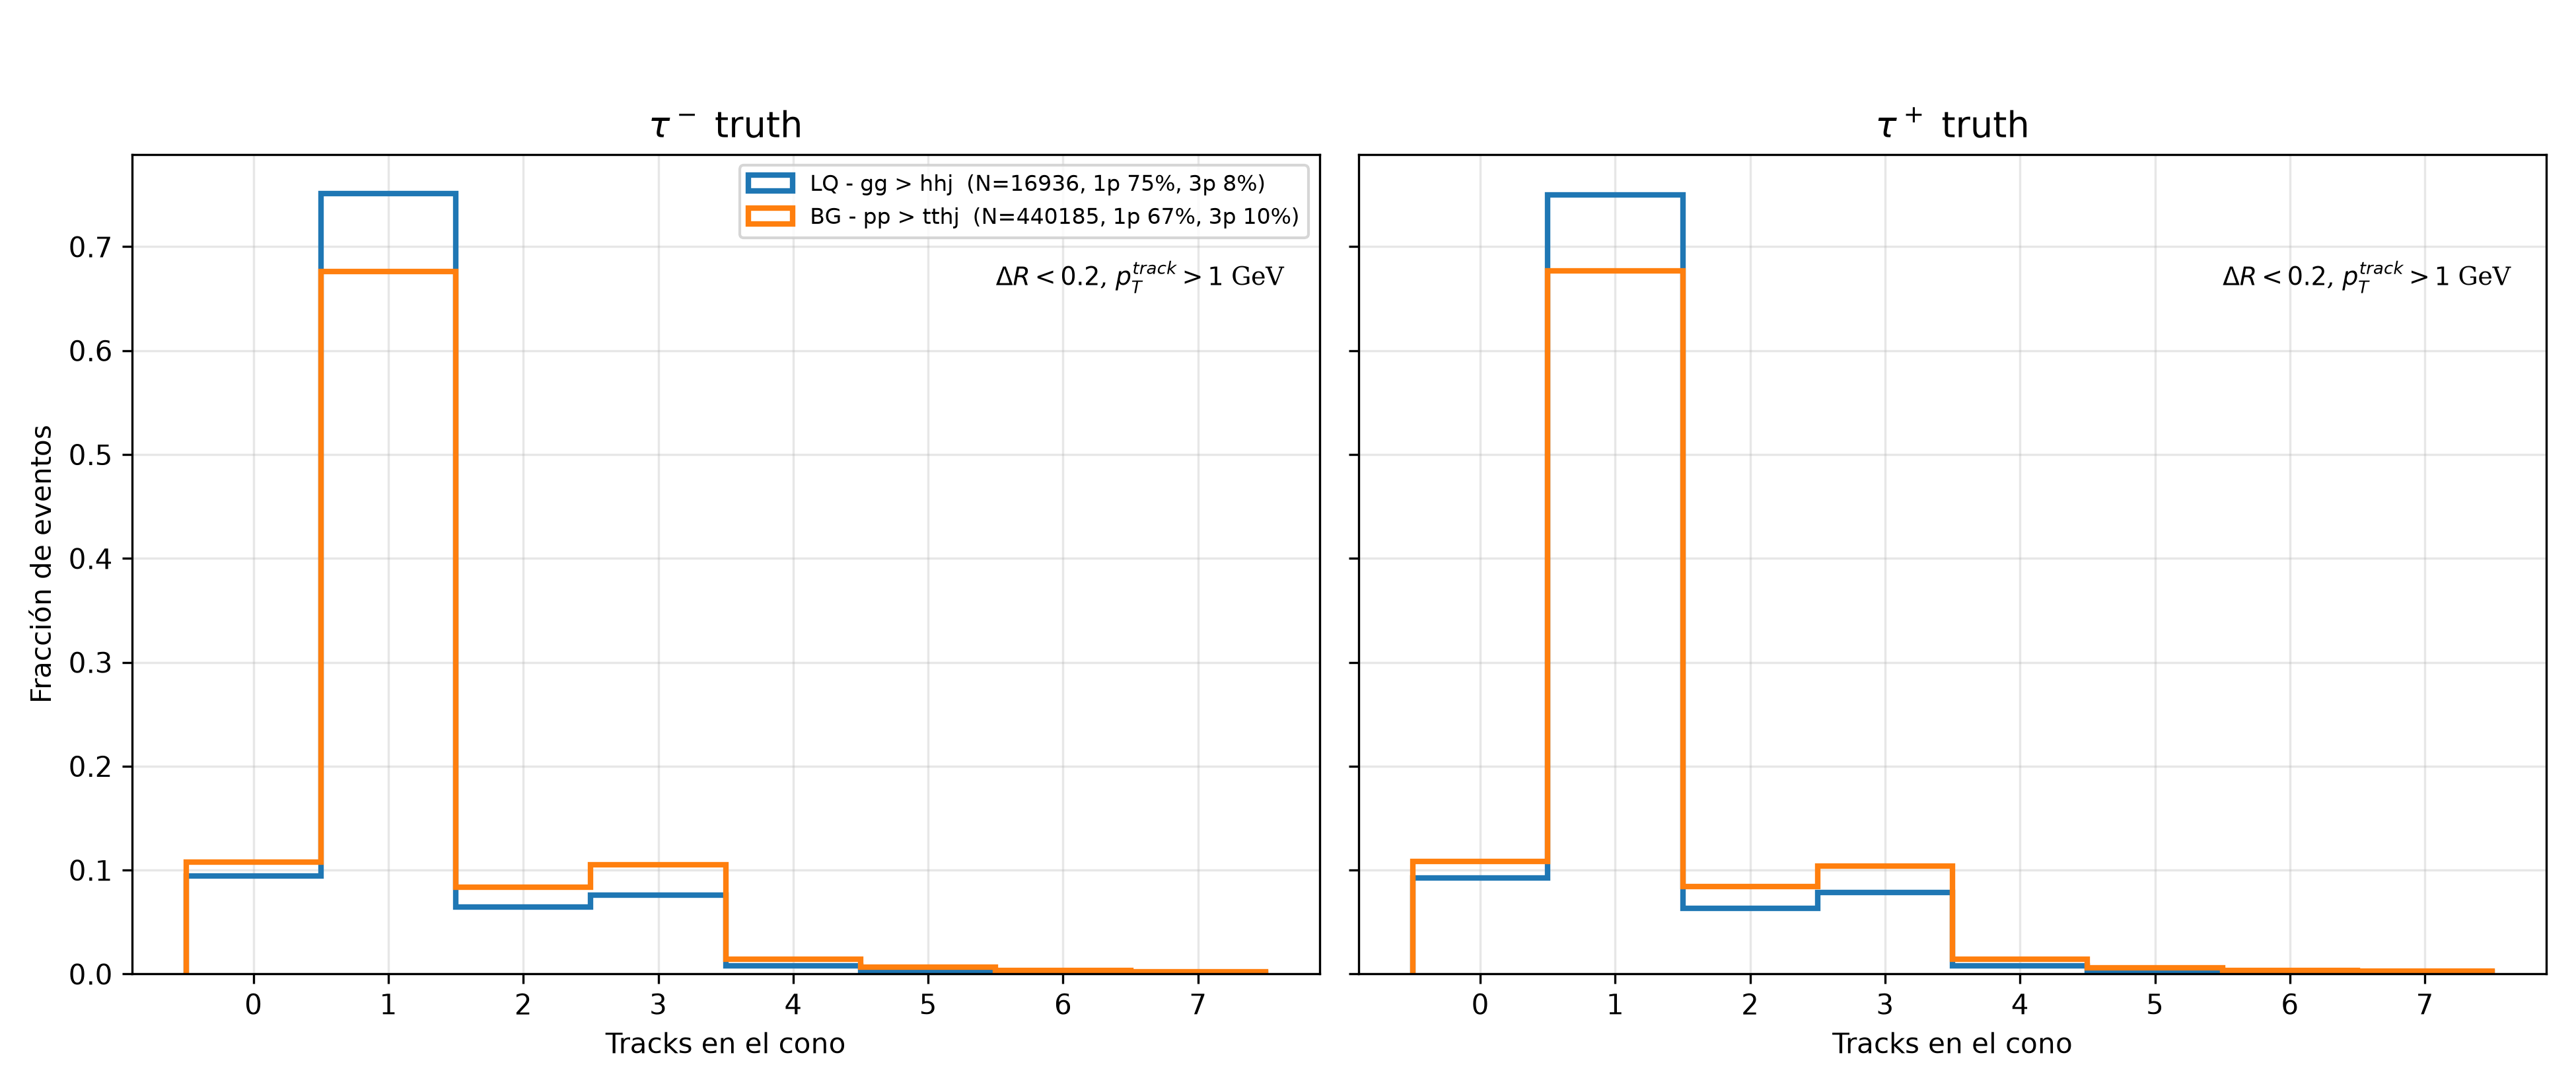 τ⁻ truth
LQ - gg > hhj (N=16936, 1p 75%, 3p 8%)
BG - pp > tthj (N=440185, 1p 67%, 3p 10%)
ΔR < 0.2, p_T^{track} > 1 GeV
Fracción de eventos
0.7
0.6
0.5
0.4
0.3
0.2
0.1
0.0
0 1 2 3 4 5 6 7
Tracks en el cono
τ⁺ truth
ΔR < 0.2, p_T^{track} > 1 GeV
0 1 2 3 4 5 6 7
Tracks en el cono